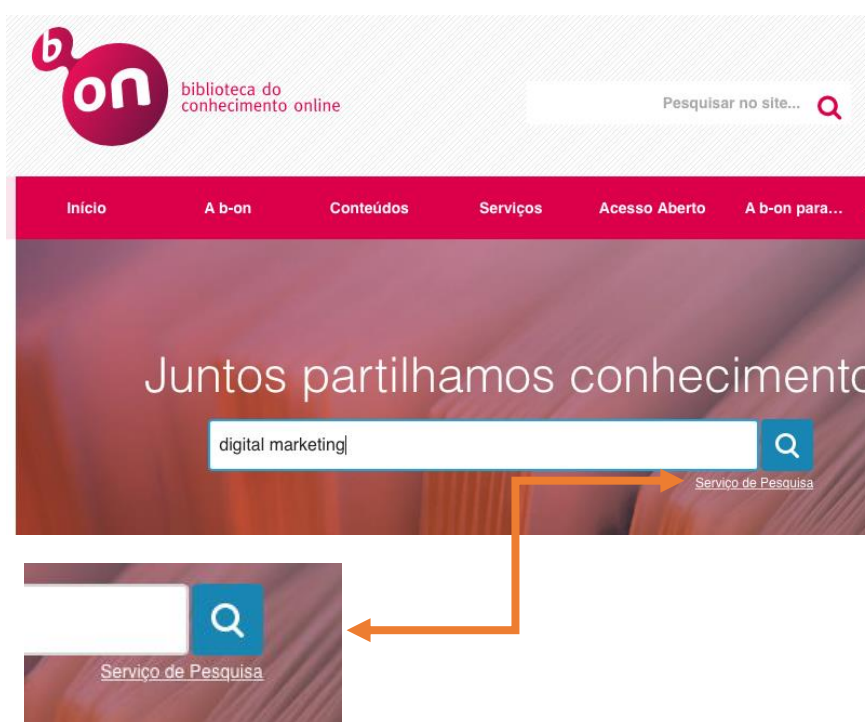 b
on
biblioteca do
conhecimento online
Pesquisar no site...
Início A b-on Conteúdos Serviços Acesso Aberto A b-on para...
Juntos partilhamos conhecimento
digital marketing
Serviço de Pesquisa
Serviço de Pesquisa